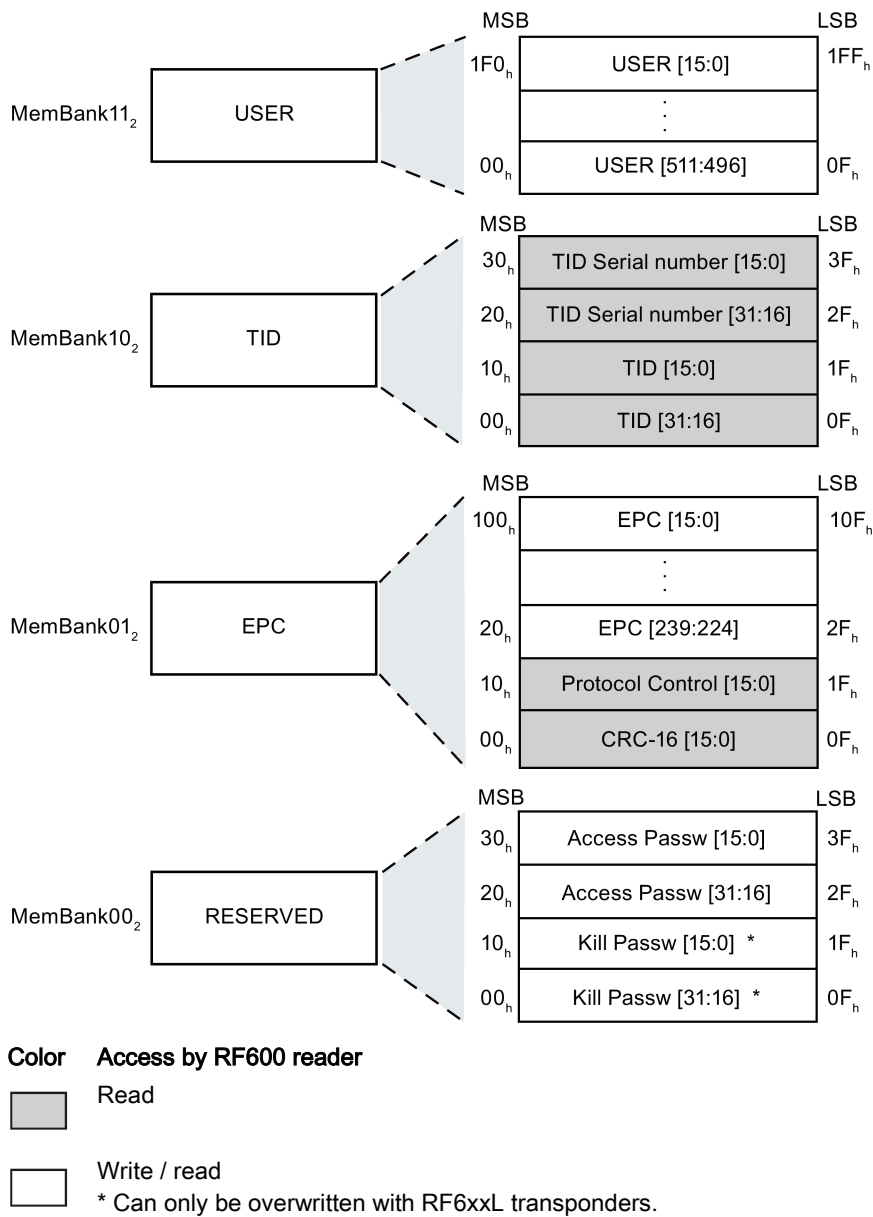 MSB LSB
1F0h USER [15:0] 1FFh
MemBank112 USER
00h USER [511:496] 0Fh
MSB LSB
30h TID Serial number [15:0] 3Fh
20h TID Serial number [31:16] 2Fh
MemBank102 TID
10h TID [15:0] 1Fh
00h TID [31:16] 0Fh
MSB LSB
100h EPC [15:0] 10Fh
MemBank012 EPC
20h EPC [239:224] 2Fh
10h Protocol Control [15:0] 1Fh
00h CRC-16 [15:0] 0Fh
MSB LSB
30h Access Passw [15:0] 3Fh
20h Access Passw [31:16] 2Fh
MemBank002 RESERVED
10h Kill Passw [15:0] * 1Fh
00h Kill Passw [31:16] * 0Fh
Color Access by RF600 reader
Read
Write / read
* Can only be overwritten with RF6xxL transponders.